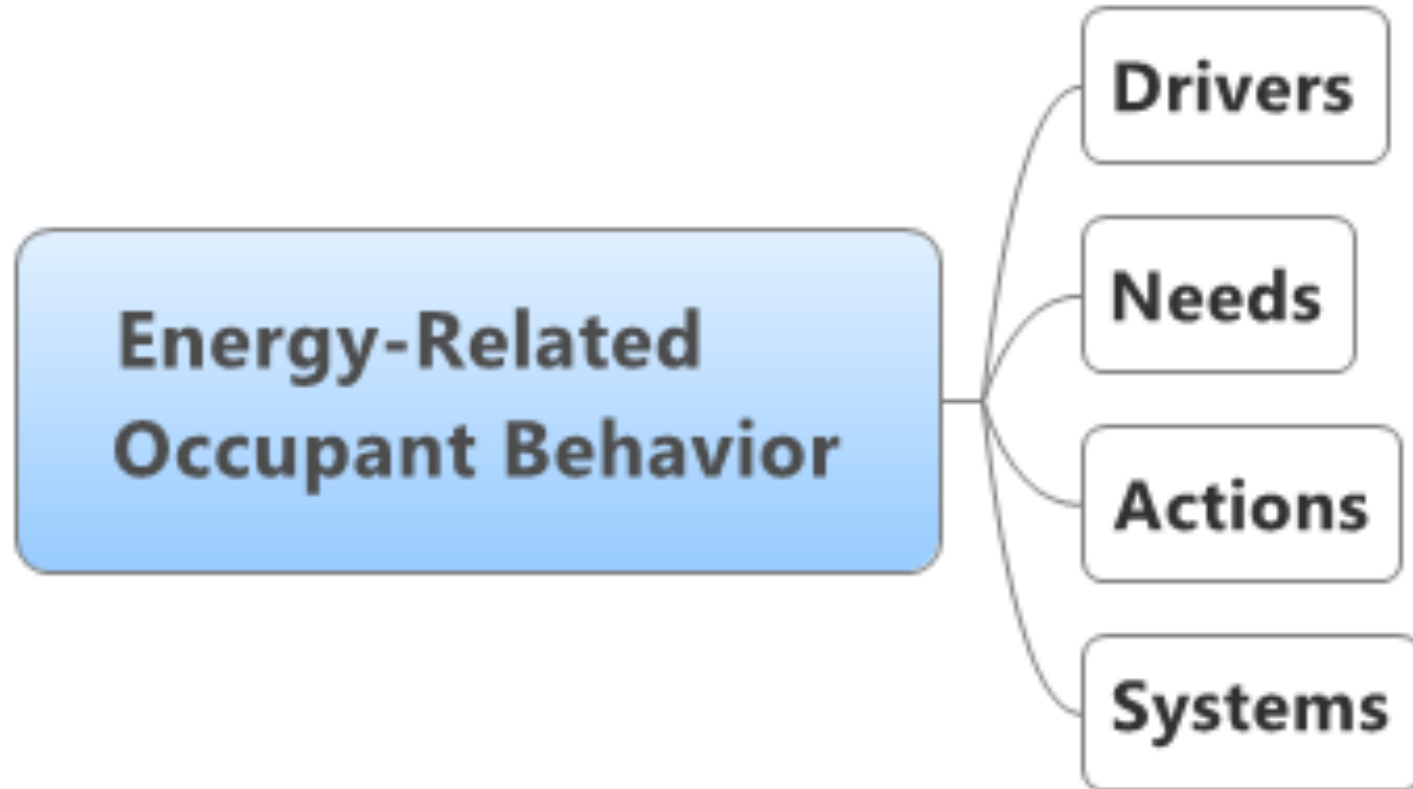 Energy-Related
Occupant Behavior
Drivers
Needs
Actions
Systems